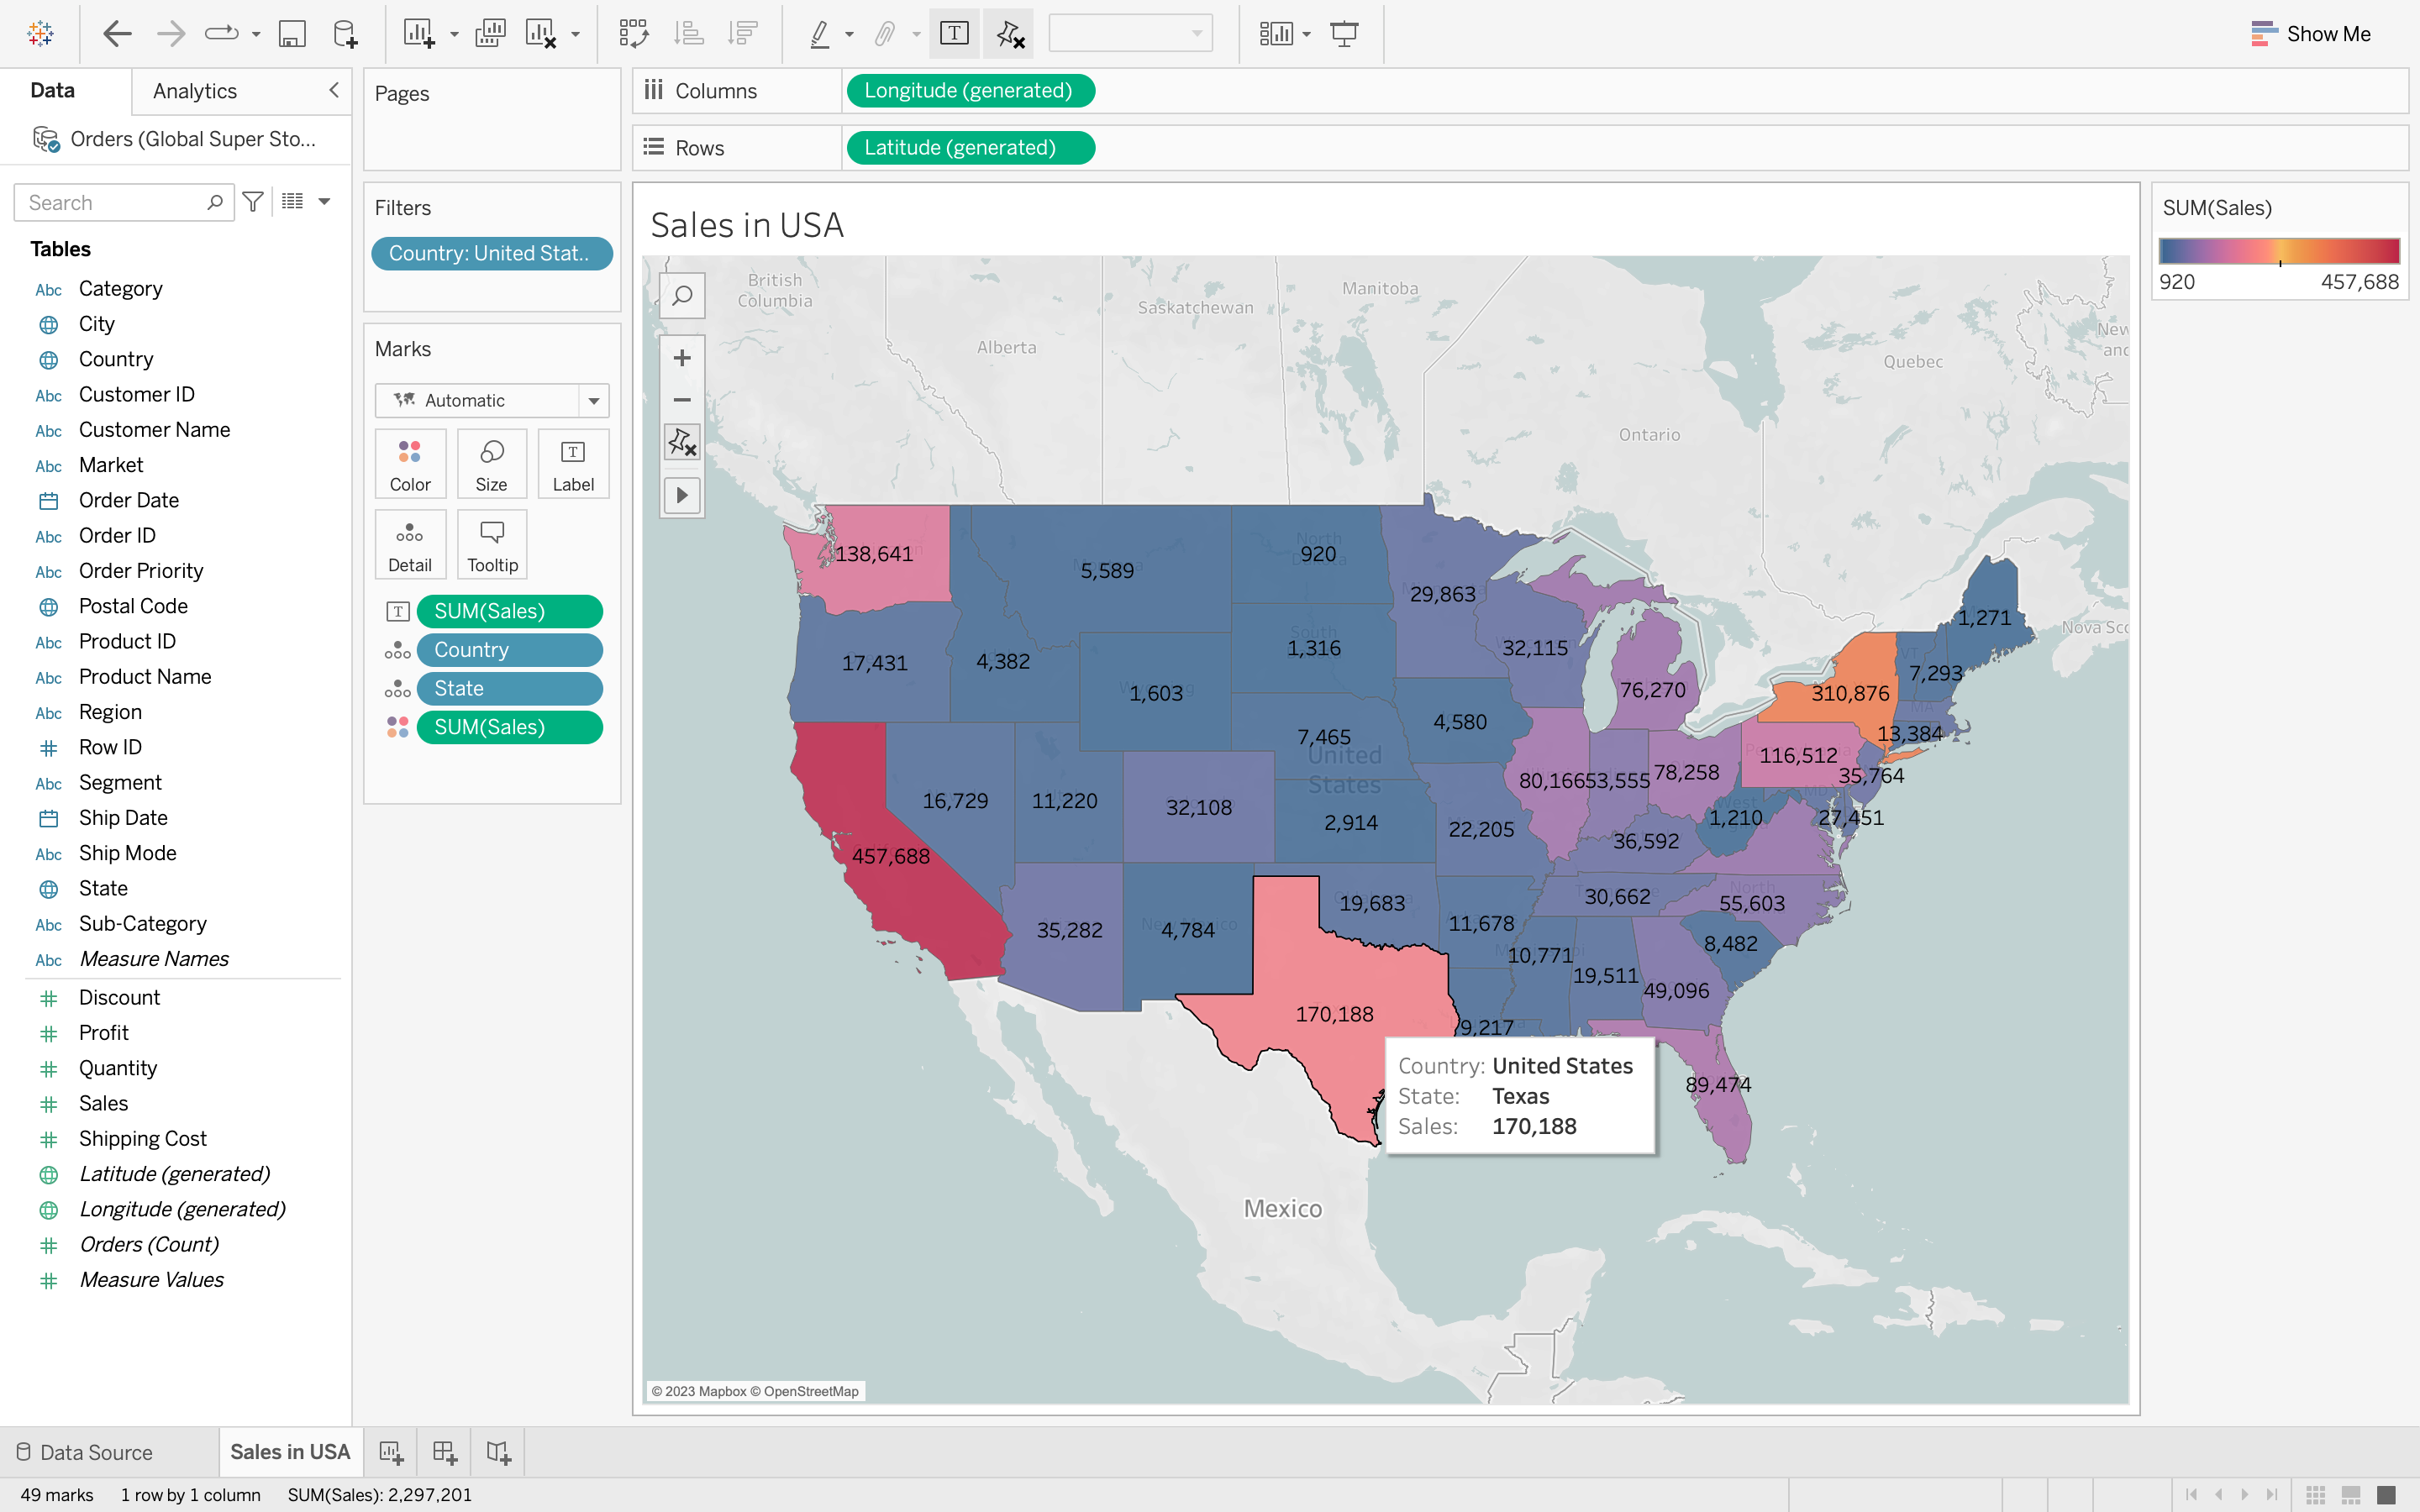 Show Me
Data
Analytics
Orders (Global Super Sto...
Search
Tables
Abc Category
City
Country
Abc Customer ID
Abc Customer Name
Abc Market
Order Date
Abc Order ID
Abc Order Priority
Postal Code
Abc Product ID
Abc Product Name
Abc Region
# Row ID
Abc Segment
Ship Date
Abc Ship Mode
State
Abc Sub-Category
Abc Measure Names
# Discount
# Profit
# Quantity
# Sales
# Shipping Cost
Latitude (generated)
Longitude (generated)
# Orders (Count)
# Measure Values
Pages
Filters
Country: United Stat..
Marks
Automatic
Color
Size
T
Label
Detail
Tooltip
T SUM(Sales)
Country
State
SUM(Sales)
Columns
Longitude (generated)
Rows
Latitude (generated)
Sales in USA
British
Columbia
Alberta
Saskatchewan
Manitoba
Ontario
Quebec
Nova Sc
138,641
5,589
North
920
29,863
1,271
17,431
4,382
1,603
South
1,316
32,115
76,270
310,876
7,293
VT
MA
4,580
7,465
United
States
13,384
116,512
35,764
16,729
11,220
32,108
2,914
80,166
53,555
78,258
MD
West
1,210
27,451
22,205
36,592
457,688
35,282
New Mexico
4,784
19,683
11,678
30,662
North
55,603
8,482
10,771
19,511
49,096
170,188
9,217
89,474
Country: United States
State: Texas
Sales: 170,188
Mexico
© 2023 Mapbox © OpenStreetMap
SUM(Sales)
920
457,688
Data Source
Sales in USA
49 marks
1 row by 1 column
SUM(Sales): 2,297,201